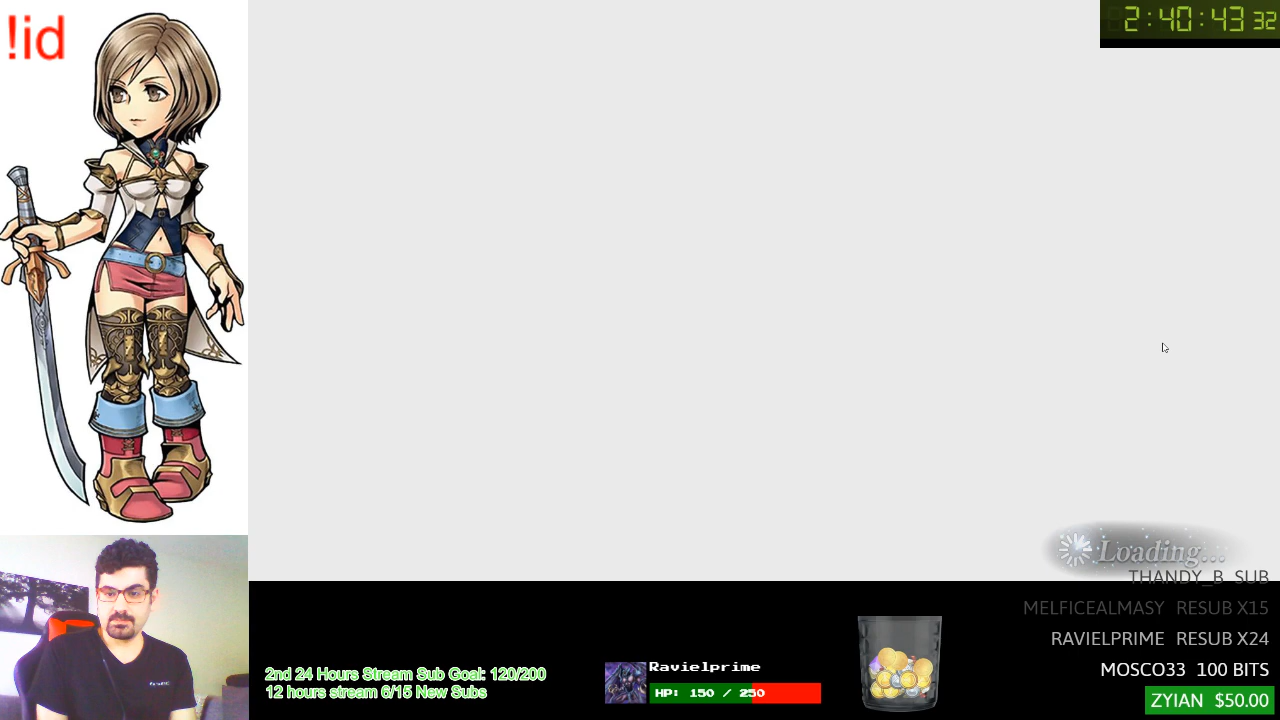 !id
2:40:43 32
Loading...
THANDY_B SUB
MELFICEALMASY RESUB X15
RAVIELPRIME RESUB X24
MOSCO33 100 BITS
ZYIAN $50.00
2nd 24 Hours Stream Sub Goal: 120/200
12 hours stream 6/15 New Subs
Ravielprime
HP: 150 / 250